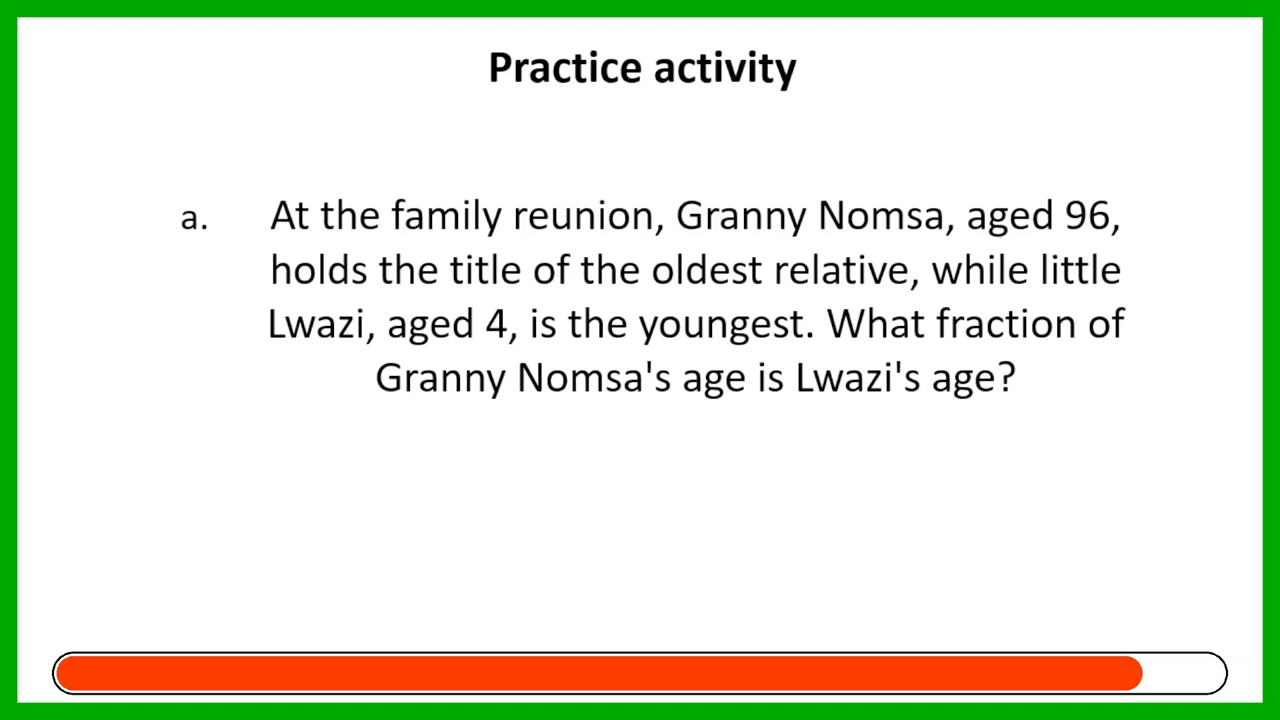 Practice activity
a. At the family reunion, Granny Nomsa, aged 96,
holds the title of the oldest relative, while little
Lwazi, aged 4, is the youngest. What fraction of
Granny Nomsa's age is Lwazi's age?